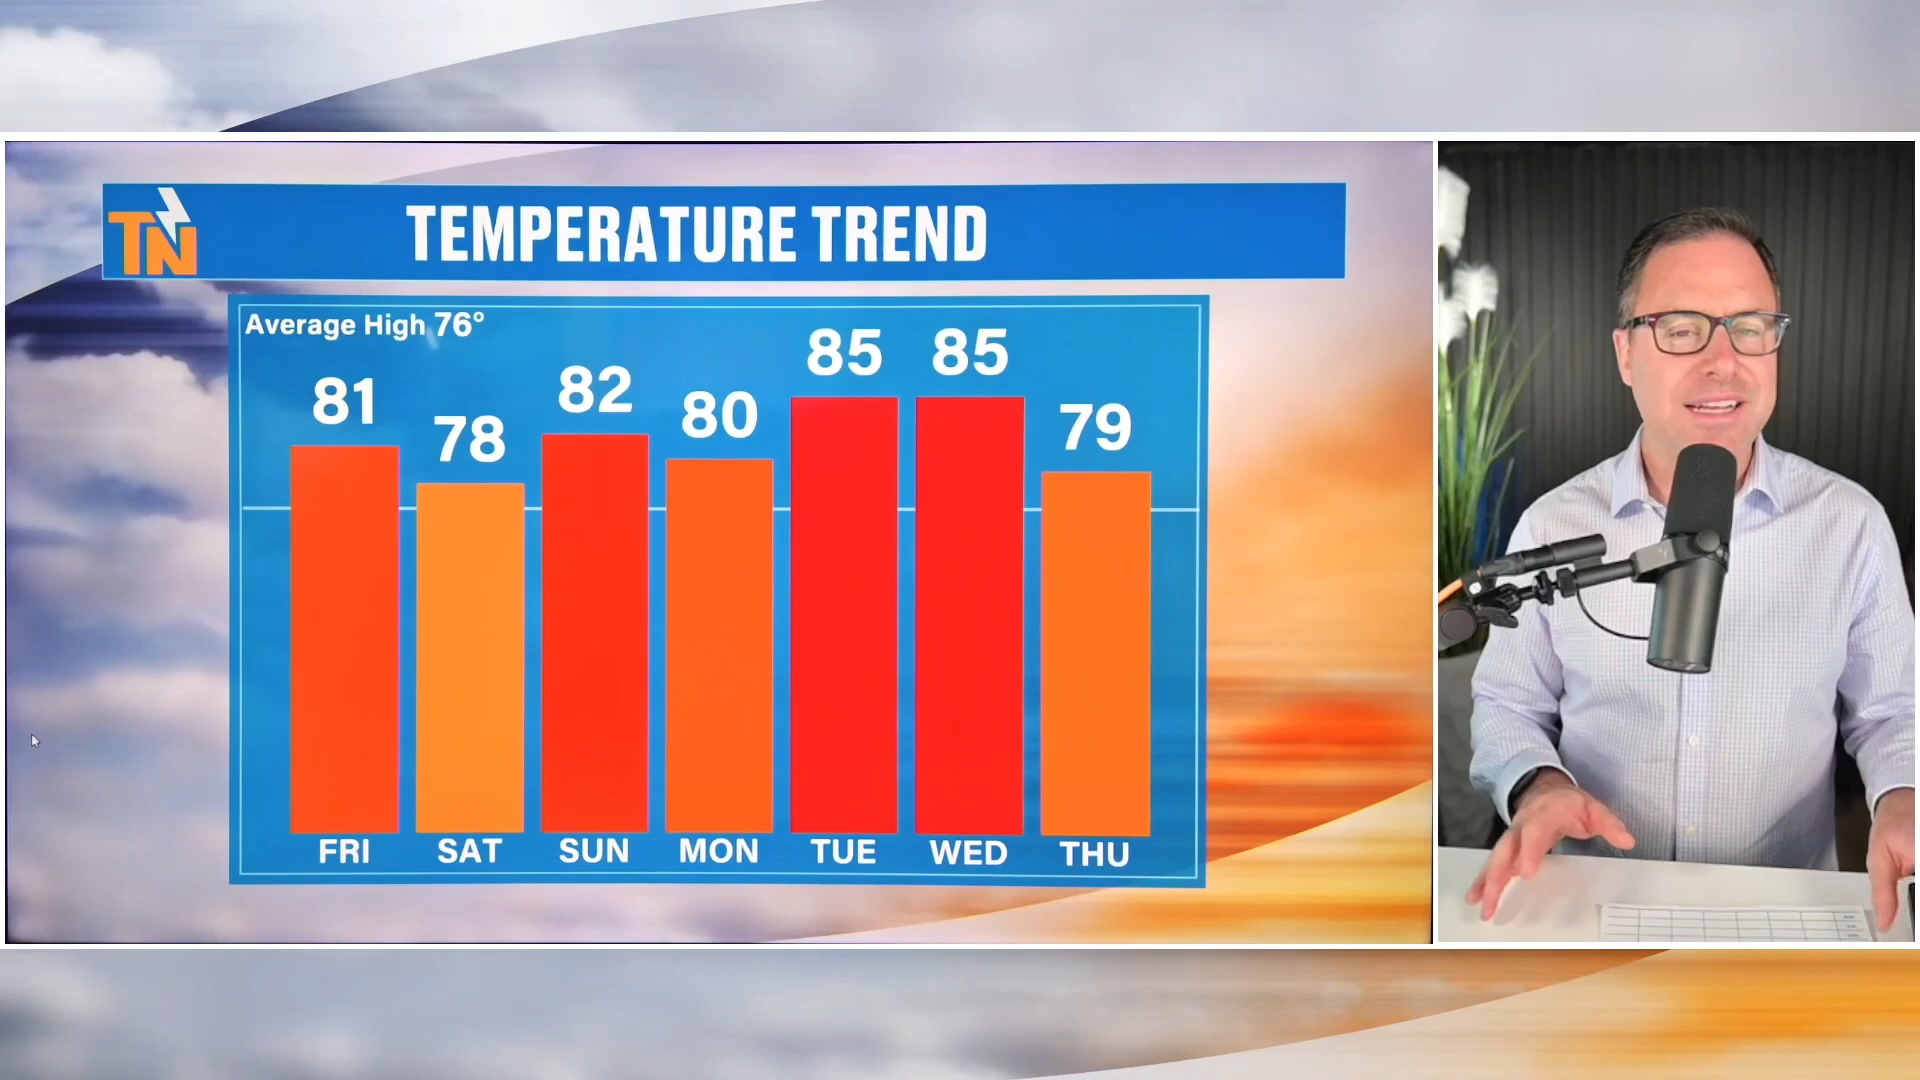 TN
TEMPERATURE TREND
Average High 76°
81
78
82
80
85
85
79
FRI
SAT
SUN
MON
TUE
WED
THU